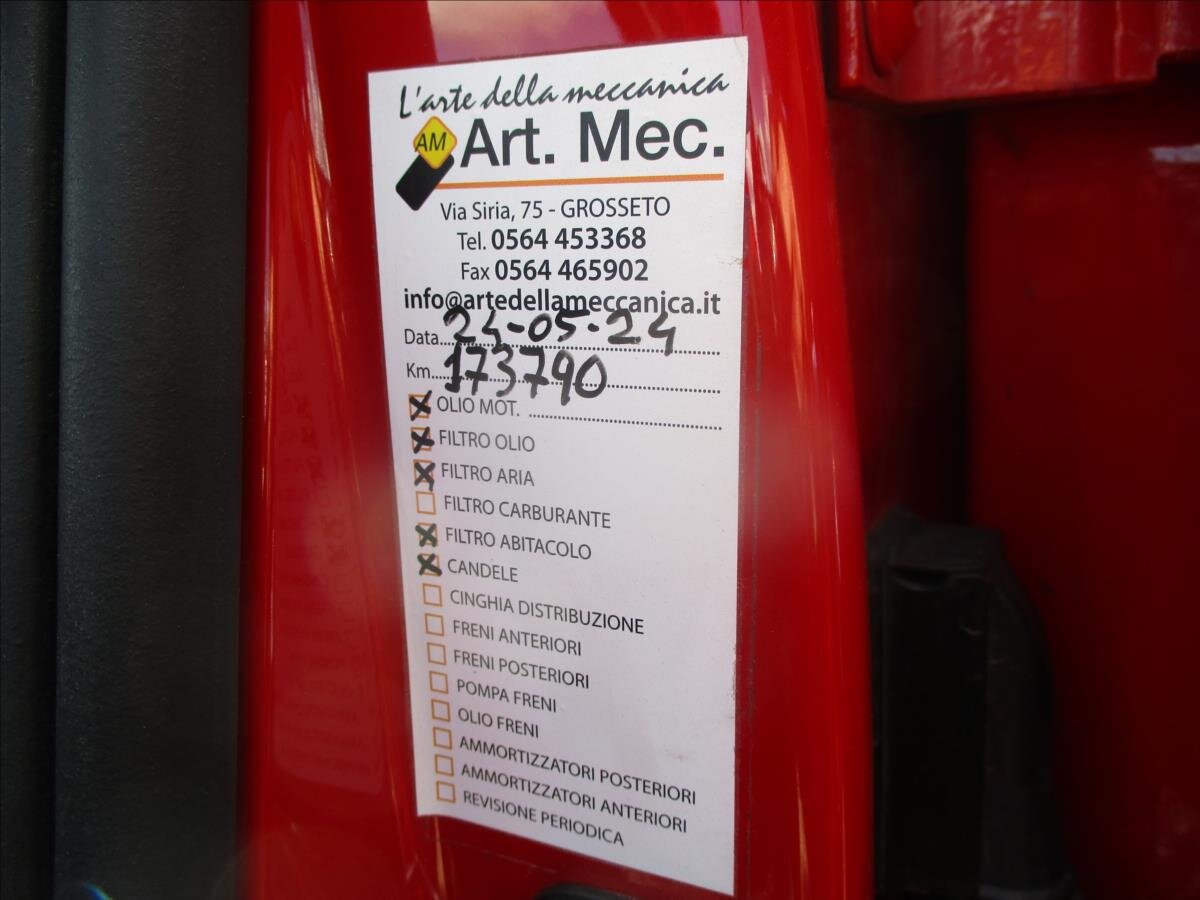 L'arte della meccanica
AM Art. Mec.
Via Siria, 75 - GROSSETO
Tel. 0564 453368
Fax 0564 465902
info@artedellameccanica.it
Data 24-05-24
Km 173790
OLIO MOT.
FILTRO OLIO
FILTRO ARIA
FILTRO CARBURANTE
FILTRO ABITACOLO
CANDELE
CINGHIA DISTRIBUZIONE
FRENI ANTERIORI
FRENI POSTERIORI
POMPA FRENI
OLIO FRENI
AMMORTIZZATORI POSTERIORI
AMMORTIZZATORI ANTERIORI
REVISIONE PERIODICA